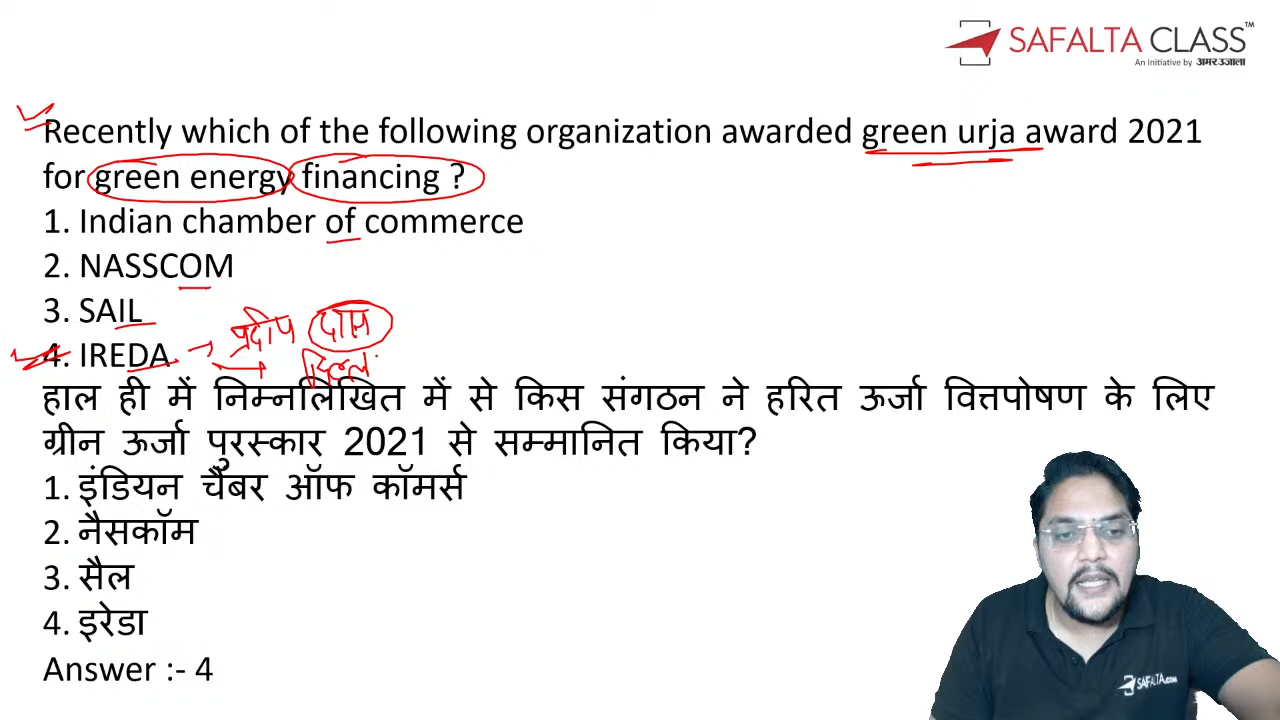 SAFALTA CLASS™
An Initiative by अमर उजाला
Recently which of the following organization awarded green urja award 2021
for green energy financing ?
1. Indian chamber of commerce
2. NASSCOM
3. SAIL
4. IREDA → प्रदीप दास
हाल ही में निम्नलिखित में से किस संगठन ने हरित ऊर्जा वित्तपोषण के लिए
ग्रीन ऊर्जा पुरस्कार 2021 से सम्मानित किया?
1. इंडियन चैंबर ऑफ कॉमर्स
2. नैसकॉम
3. सैल
4. इरेडा
Answer :- 4
SAFALTA.COM